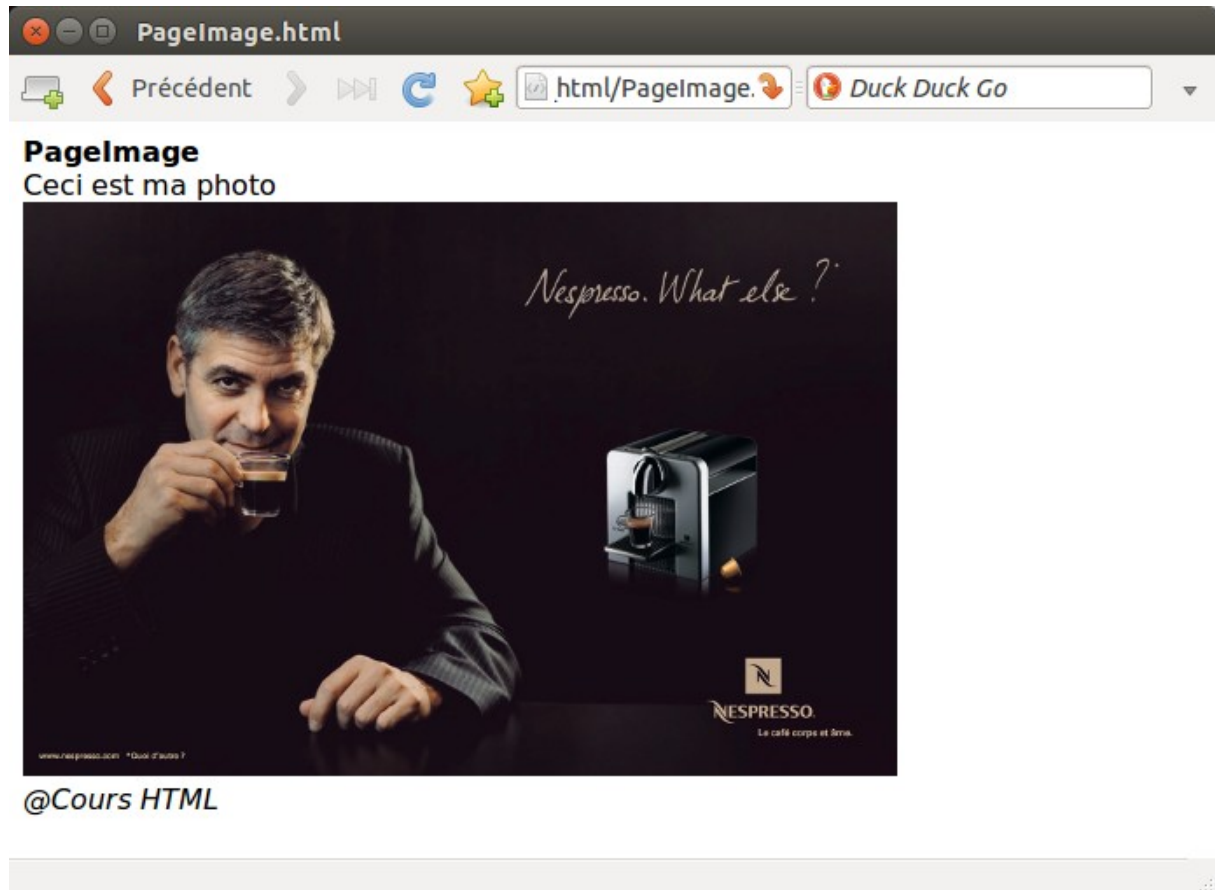 PageImage.html
Précédent
html/PageImage.
Duck Duck Go
PageImage
Ceci est ma photo
Nespresso. What else ?*
NESPRESSO.
Le café corps et âme.
www.nespresso.com *Quoi d'autre ?
@Cours HTML